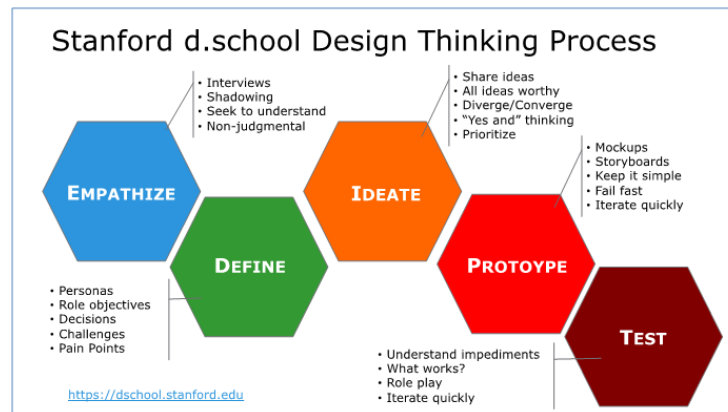 Stanford d.school Design Thinking Process
• Interviews
• Shadowing
• Seek to understand
• Non-judgmental
• Share ideas
• All ideas worthy
• Diverge/Converge
• “Yes and” thinking
• Prioritize
• Mockups
• Storyboards
• Keep it simple
• Fail fast
• Iterate quickly
EMPATHIZE
DEFINE
IDEATE
PROTOYPE
TEST
• Personas
• Role objectives
• Decisions
• Challenges
• Pain Points
• Understand impediments
• What works?
• Role play
• Iterate quickly
https://dschool.stanford.edu